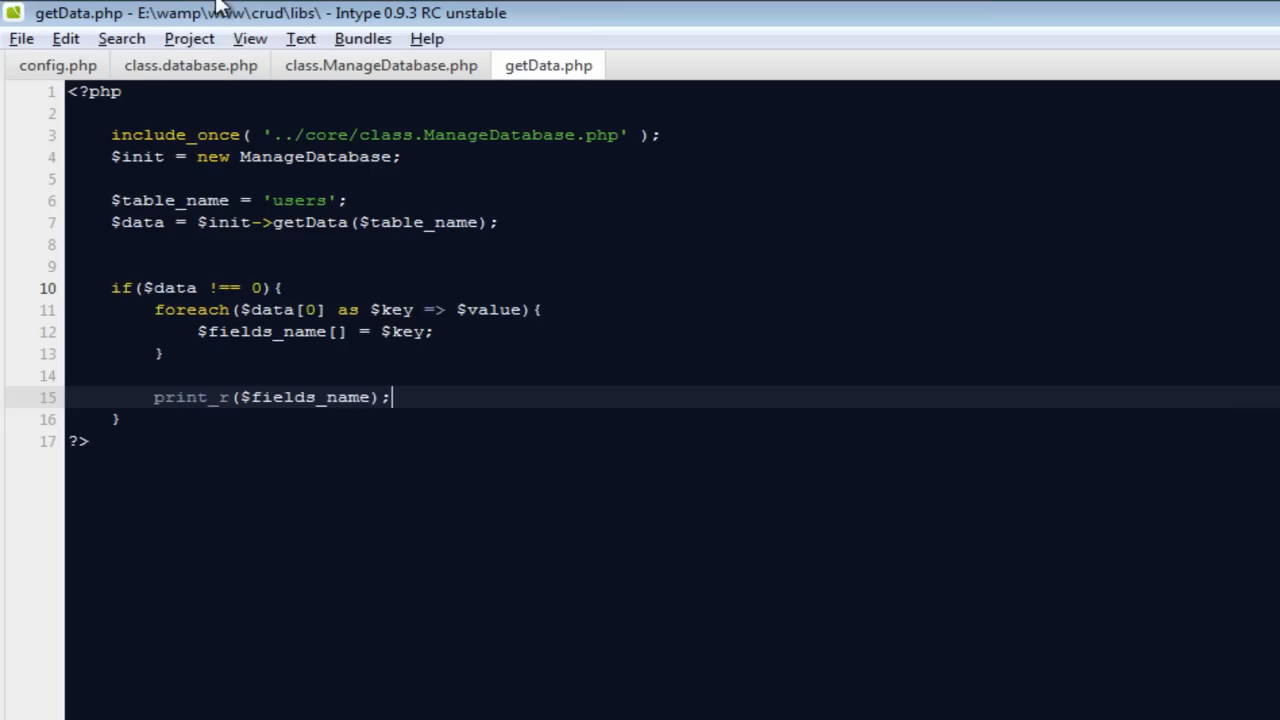 getData.php - E:\wamp\www\crud\libs\ - Intype 0.9.3 RC unstable
File Edit Search Project View Text Bundles Help
config.php class.database.php class.ManageDatabase.php getData.php
1 <?php
2
3 include_once( '../core/class.ManageDatabase.php' );
4 $init = new ManageDatabase;
5
6 $table_name = 'users';
7 $data = $init->getData($table_name);
8
9
10 if($data !== 0){
11 foreach($data[0] as $key => $value){
12 $fields_name[] = $key;
13 }
14
15 print_r($fields_name);
16 }
17 ?>